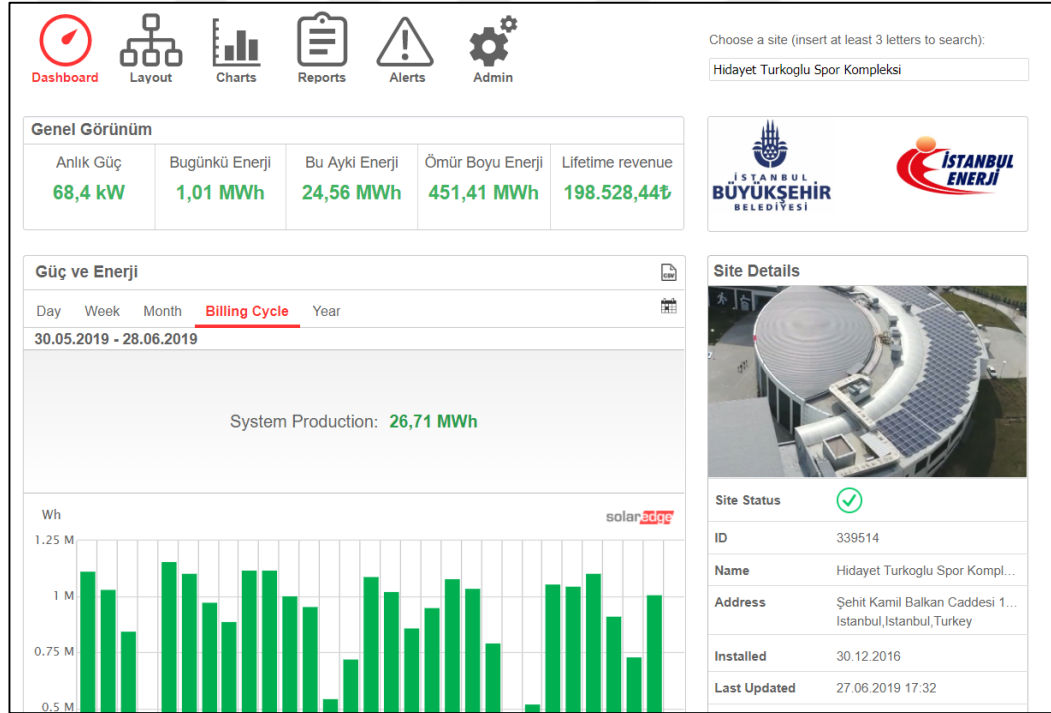 Dashboard Layout Charts Reports Alerts Admin
Choose a site (insert at least 3 letters to search):
Hidayet Turkoglu Spor Kompleksi
Genel Görünüm
Anlık Güç Bugünkü Enerji Bu Ayki Enerji Ömür Boyu Enerji Lifetime revenue
68,4 kW 1,01 MWh 24,56 MWh 451,41 MWh 198.528,44₺
İSTANBUL
BÜYÜKŞEHİR
BELEDİYESİ
İSTANBUL
ENERJİ
Güç ve Enerji
CSV
Day Week Month Billing Cycle Year
30.05.2019 - 28.06.2019
System Production: 26,71 MWh
Wh
solaredge
1.25 M
1 M
0.75 M
0.5 M
Site Details
Site Status
ID 339514
Name Hidayet Turkoglu Spor Kompl...
Address Şehit Kamil Balkan Caddesi 1...
Istanbul,Istanbul,Turkey
Installed 30.12.2016
Last Updated 27.06.2019 17:32